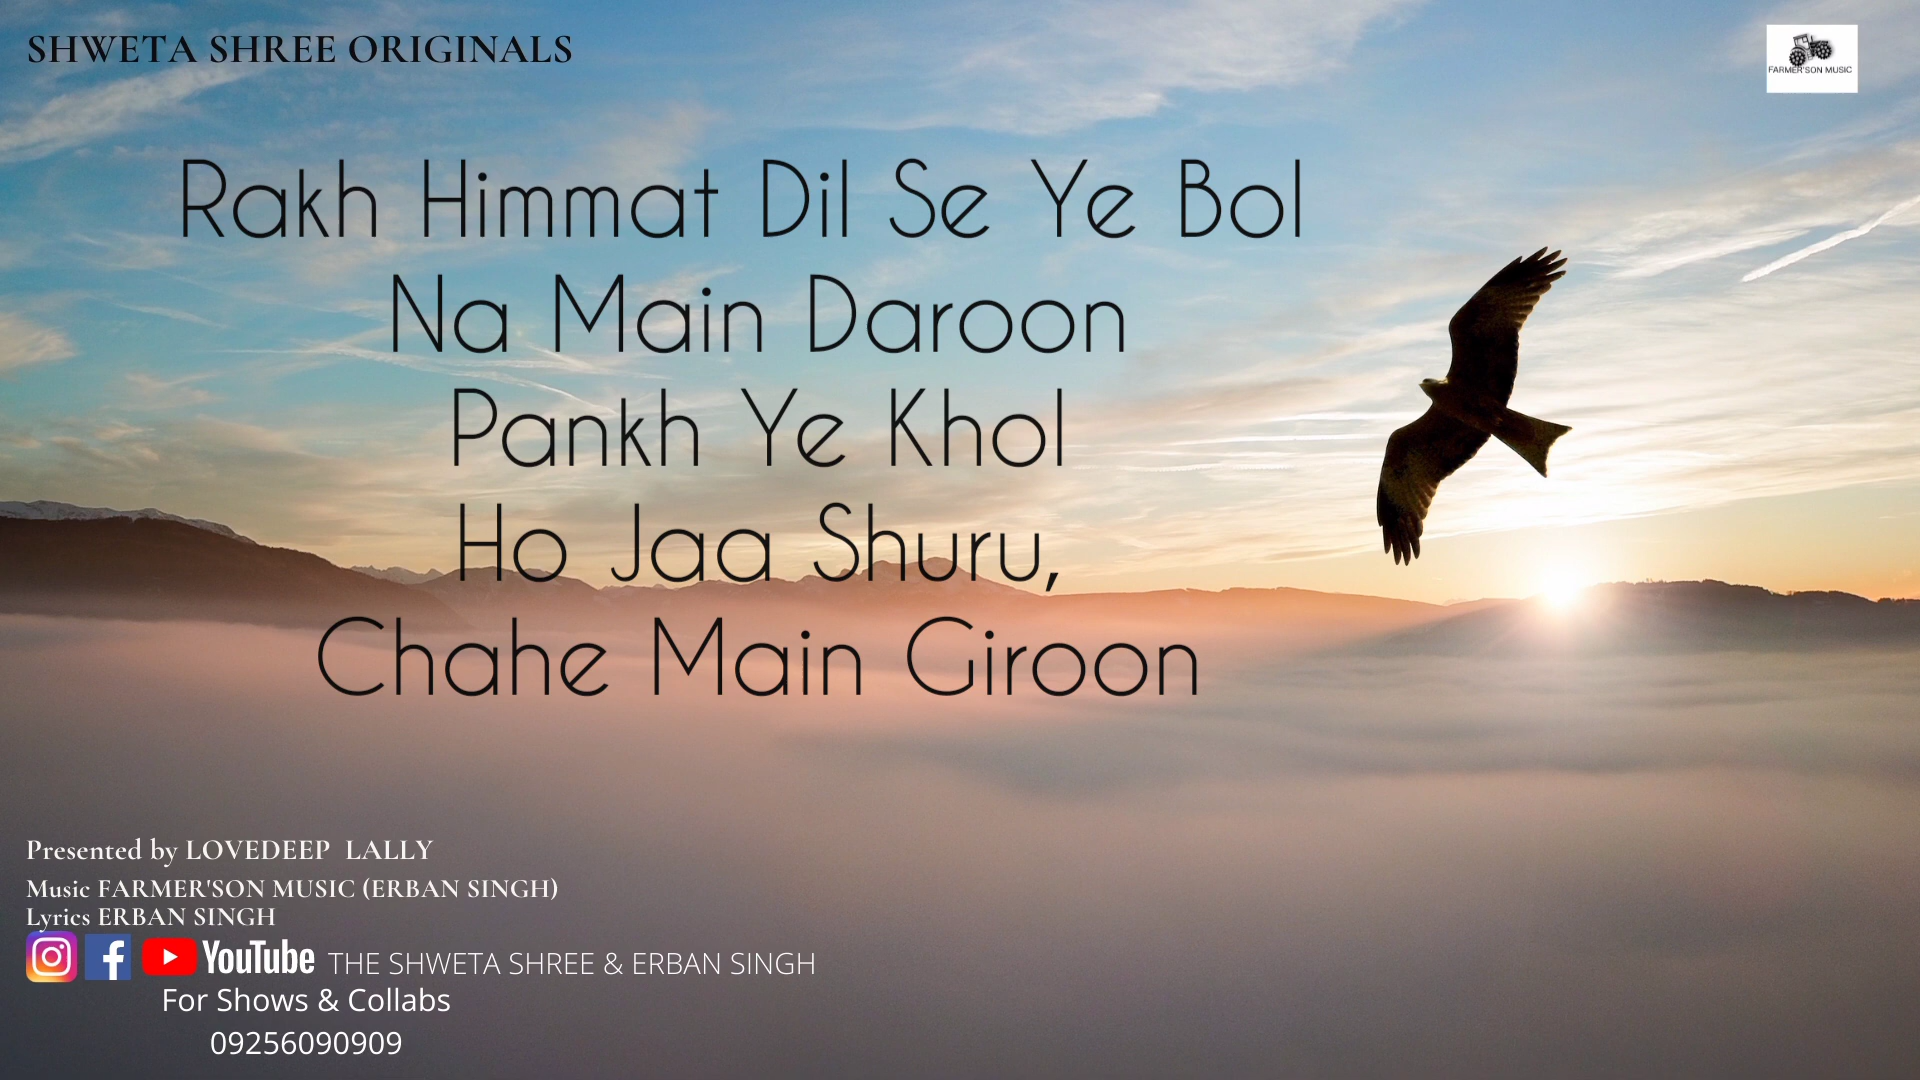 SHWETA SHREE ORIGINALS
FARMER'SON MUSIC
Rakh Himmat Dil Se Ye Bol
Na Main Daroon
Pankh Ye Khol
Ho Jaa Shuru,
Chahe Main Giroon
Presented by LOVEDEEP LALLY
Music FARMER'SON MUSIC (ERBAN SINGH)
Lyrics ERBAN SINGH
YouTube THE SHWETA SHREE & ERBAN SINGH
For Shows & Collabs
09256090909